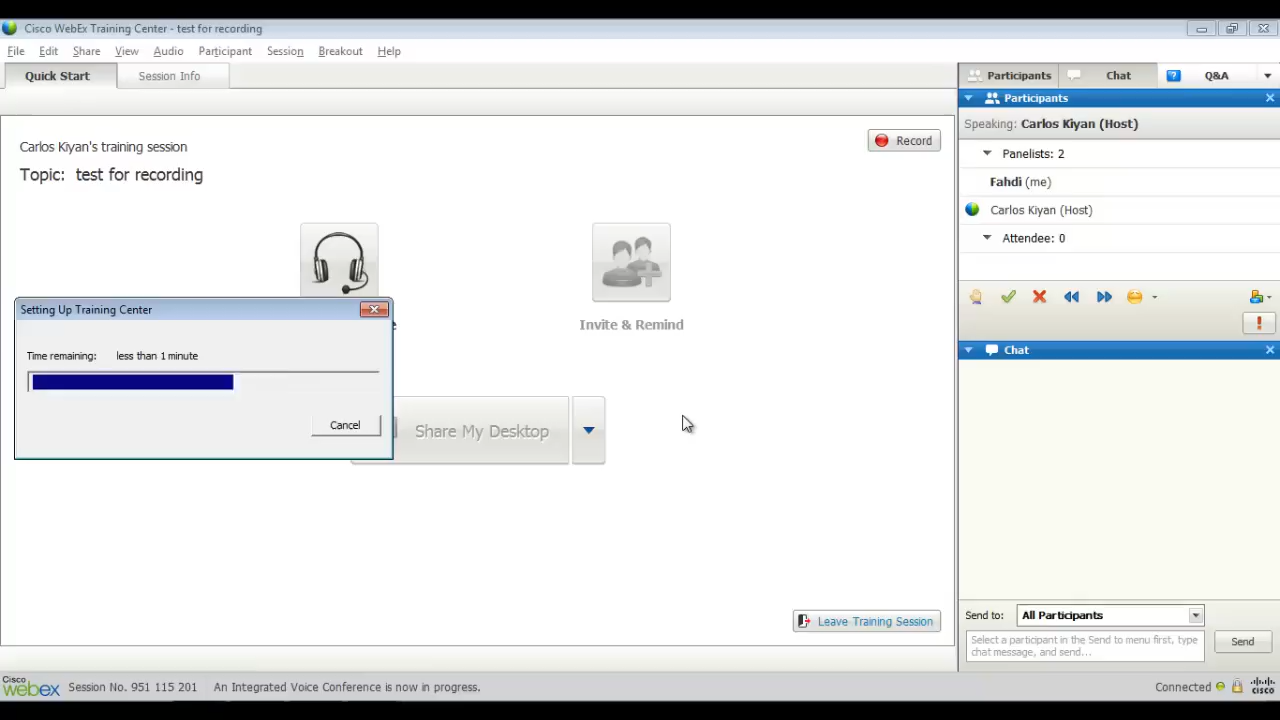 Cisco WebEx Training Center - test for recording
File Edit Share View Audio Participant Session Breakout Help
Quick Start Session Info
Carlos Kiyan's training session
Topic: test for recording
Record
Invite & Remind
Setting Up Training Center
Time remaining: less than 1 minute
Cancel
Share My Desktop
Leave Training Session
Participants Chat Q&A
Participants
Speaking: Carlos Kiyan (Host)
Panelists: 2
Fahdi (me)
Carlos Kiyan (Host)
Attendee: 0
Chat
Send to: All Participants
Select a participant in the Send to menu first, type
chat message, and send...
Send
Cisco
webex
Session No. 951 115 201 An Integrated Voice Conference is now in progress.
Connected
cisco